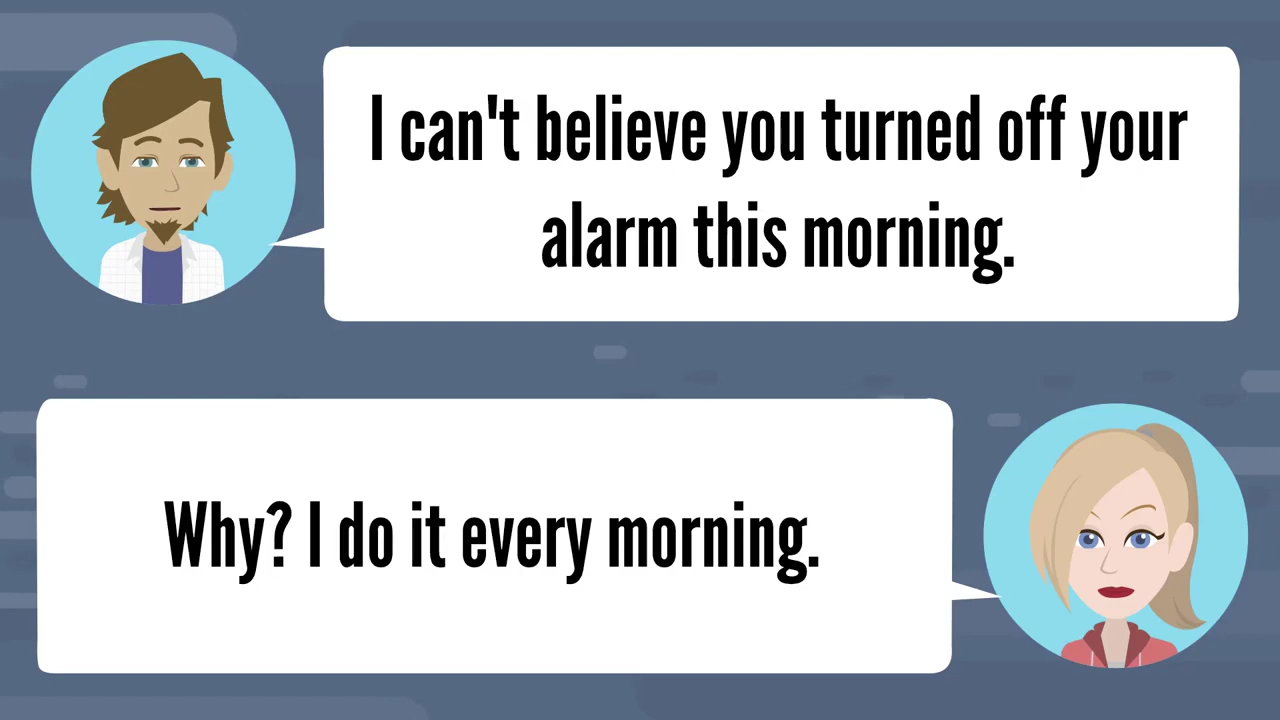 I can't believe you turned off your
alarm this morning.
Why? I do it every morning.